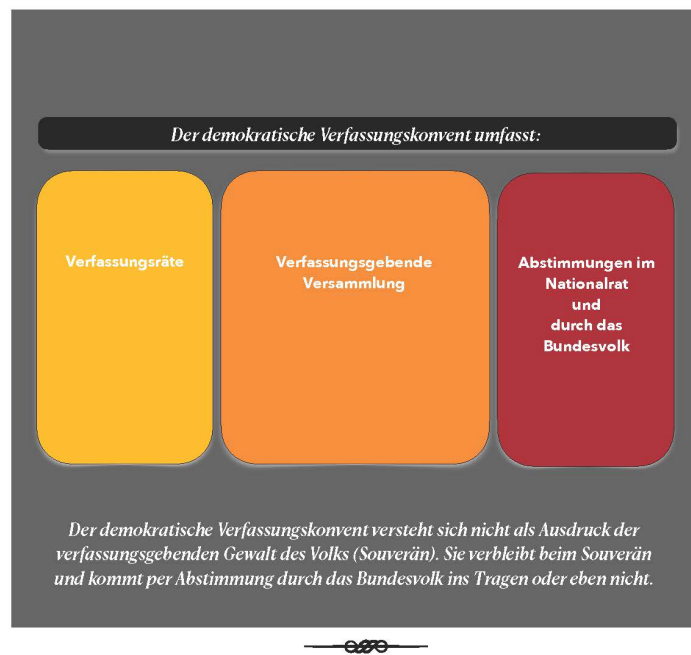 Der demokratische Verfassungskonvent umfasst:
Verfassungsräte
Verfassungsgebende
Versammlung
Abstimmungen im
Nationalrat
und
durch das
Bundesvolk
Der demokratische Verfassungskonvent versteht sich nicht als Ausdruck der
verfassungsgebenden Gewalt des Volks (Souverän). Sie verbleibt beim Souverän
und kommt per Abstimmung durch das Bundesvolk ins Tragen oder eben nicht.